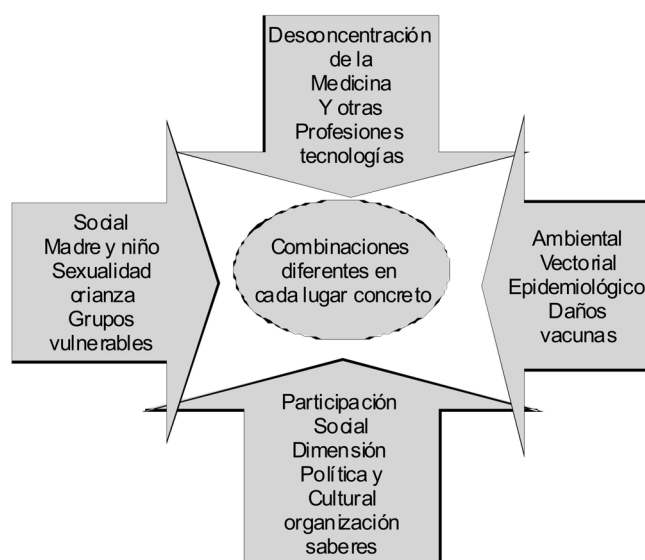 Desconcentración
de la
Medicina
Y otras
Profesiones
tecnologías
Social
Madre y niño
Sexualidad
crianza
Grupos
vulnerables
Combinaciones
diferentes en
cada lugar concreto
Ambiental
Vectorial
Epidemiológico
Daños
vacunas
Participación
Social
Dimensión
Política y
Cultural
organización
saberes